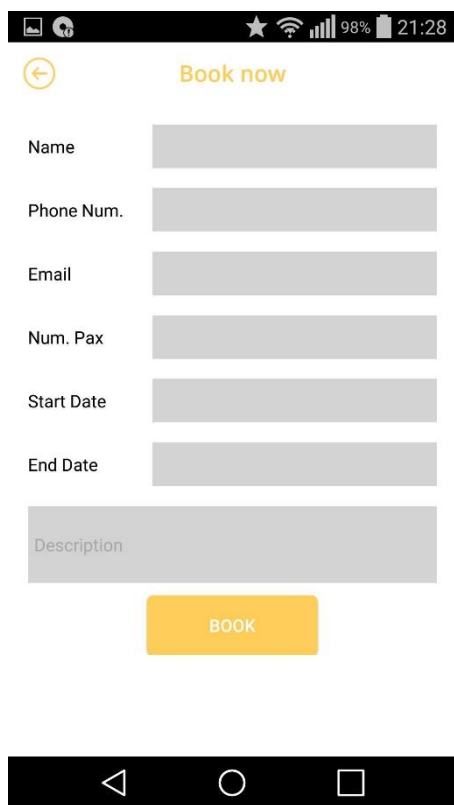 98% 21:28
Book now
Name
Phone Num.
Email
Num. Pax
Start Date
End Date
Description
BOOK